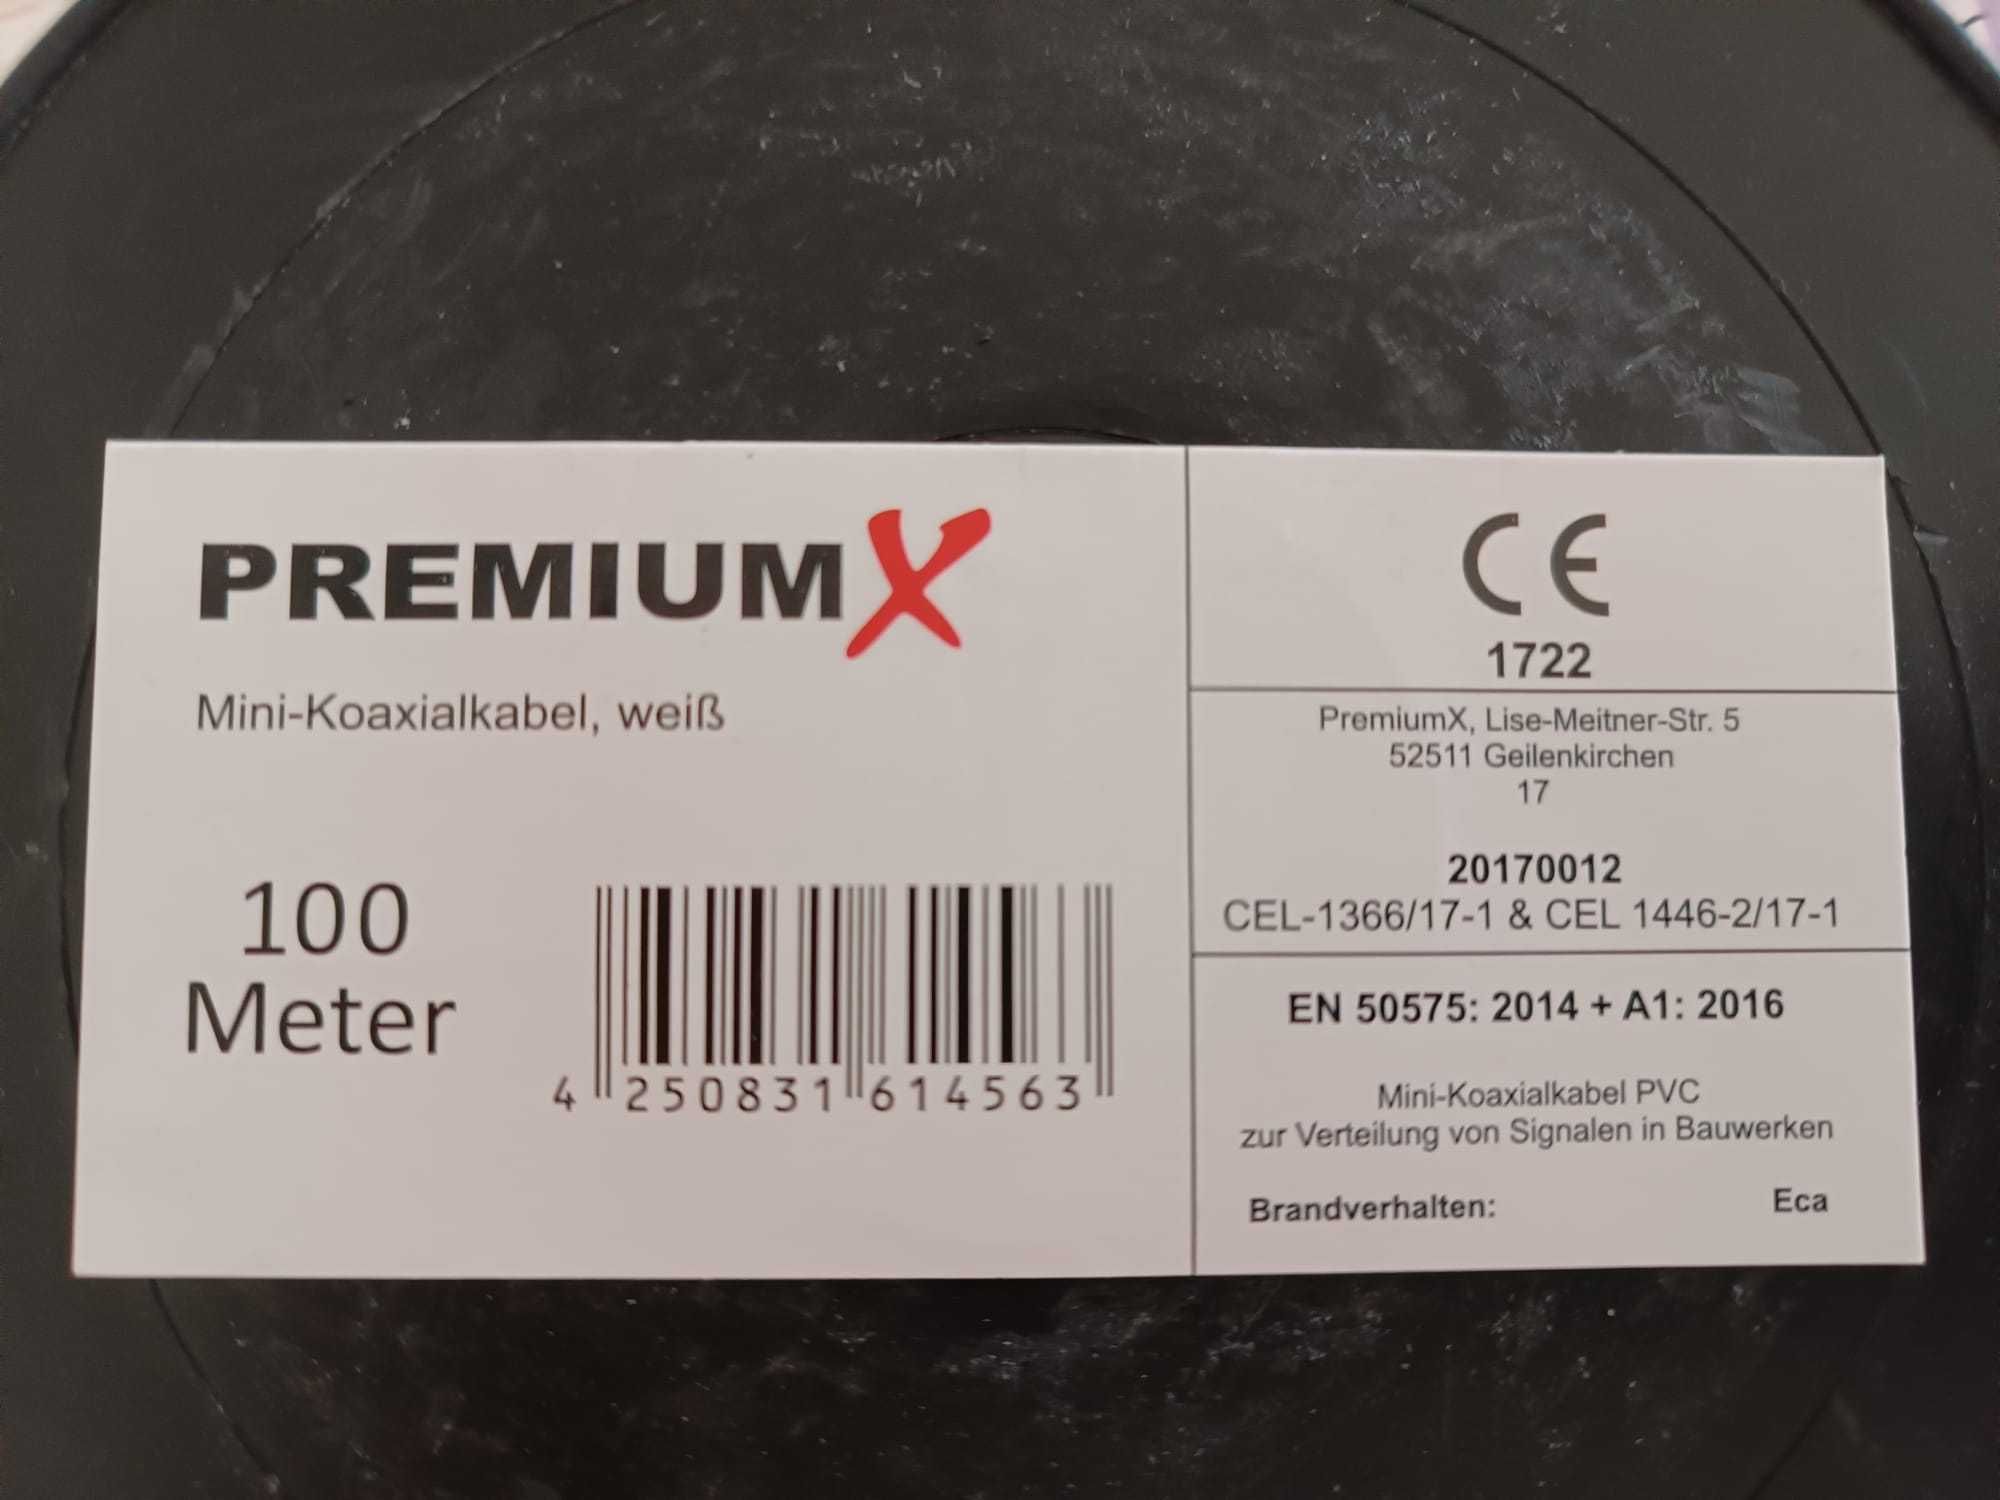 PREMIUMX
Mini-Koaxialkabel, weiß
100
Meter
4 250831 614563
CE
1722
PremiumX, Lise-Meitner-Str. 5
52511 Geilenkirchen
17
20170012
CEL-1366/17-1 & CEL 1446-2/17-1
EN 50575: 2014 + A1: 2016
Mini-Koaxialkabel PVC
zur Verteilung von Signalen in Bauwerken
Brandverhalten: Eca